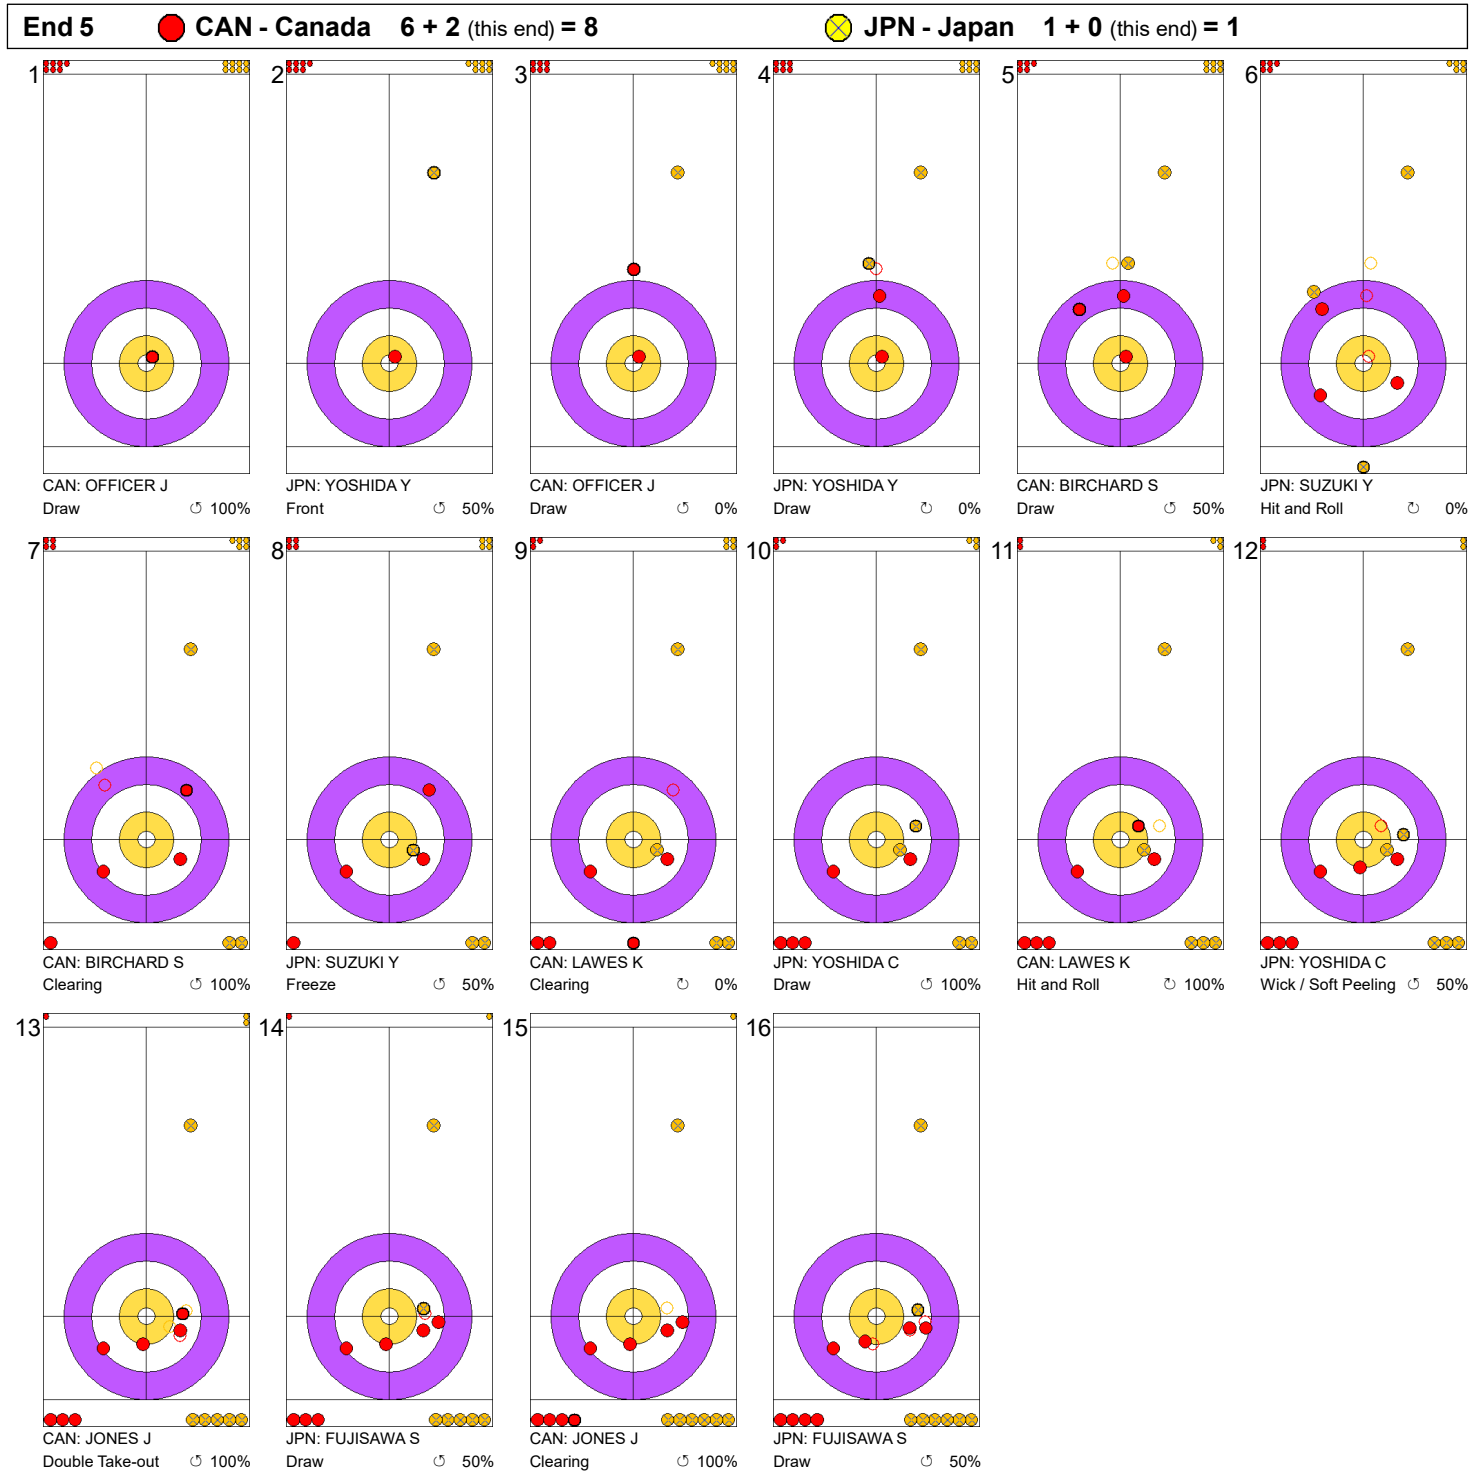 End 5 CAN - Canada 6 + 2 (this end) = 8 JPN - Japan 1 + 0 (this end) = 1
1 2 3 4 5 6
CAN: OFFICER J JPN: YOSHIDA Y CAN: OFFICER J JPN: YOSHIDA Y CAN: BIRCHARD S JPN: SUZUKI Y
Draw 100% Front 50% Draw 0% Draw 0% Draw 50% Hit and Roll 0%
7 8 9 10 11 12
CAN: BIRCHARD S JPN: SUZUKI Y CAN: LAWES K JPN: YOSHIDA C CAN: LAWES K JPN: YOSHIDA C
Clearing 100% Freeze 50% Clearing 0% Draw 100% Hit and Roll 100% Wick / Soft Peeling 50%
13 14 15 16
CAN: JONES J JPN: FUJISAWA S CAN: JONES J JPN: FUJISAWA S
Double Take-out 100% Draw 50% Clearing 100% Draw 50%